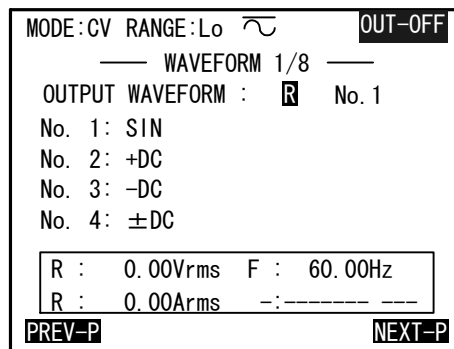 MODE:CV RANGE:Lo OUT-OFF
WAVEFORM 1/8
OUTPUT WAVEFORM : R No.1
No. 1: SIN
No. 2: +DC
No. 3: -DC
No. 4: ±DC
R : 0.00Vrms F : 60.00Hz
R : 0.00Arms -:------- ---
PREV-P NEXT-P